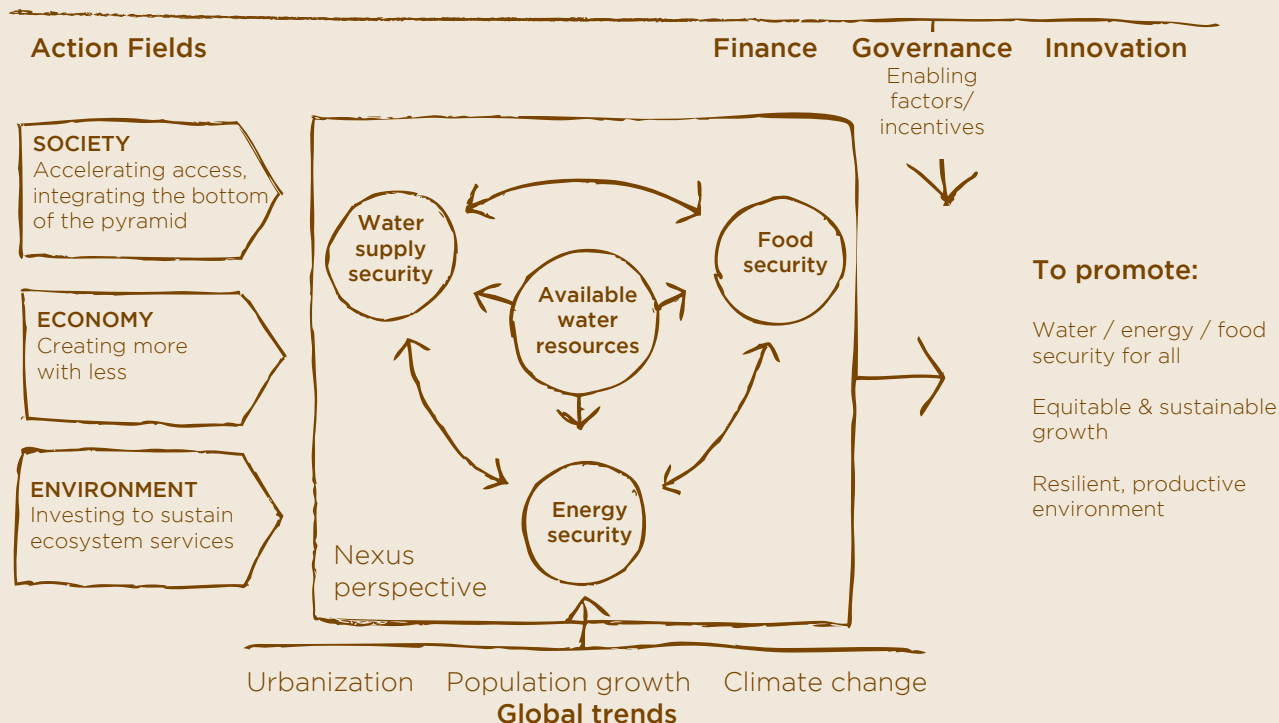 Action Fields
Finance
Governance
Innovation
Enabling
factors/
incentives
SOCIETY
Accelerating access,
integrating the bottom
of the pyramid
ECONOMY
Creating more
with less
ENVIRONMENT
Investing to sustain
ecosystem services
Water
supply
security
Food
security
Available
water
resources
Energy
security
Nexus
perspective
To promote:
Water / energy / food
security for all
Equitable & sustainable
growth
Resilient, productive
environment
Urbanization
Population growth
Climate change
Global trends